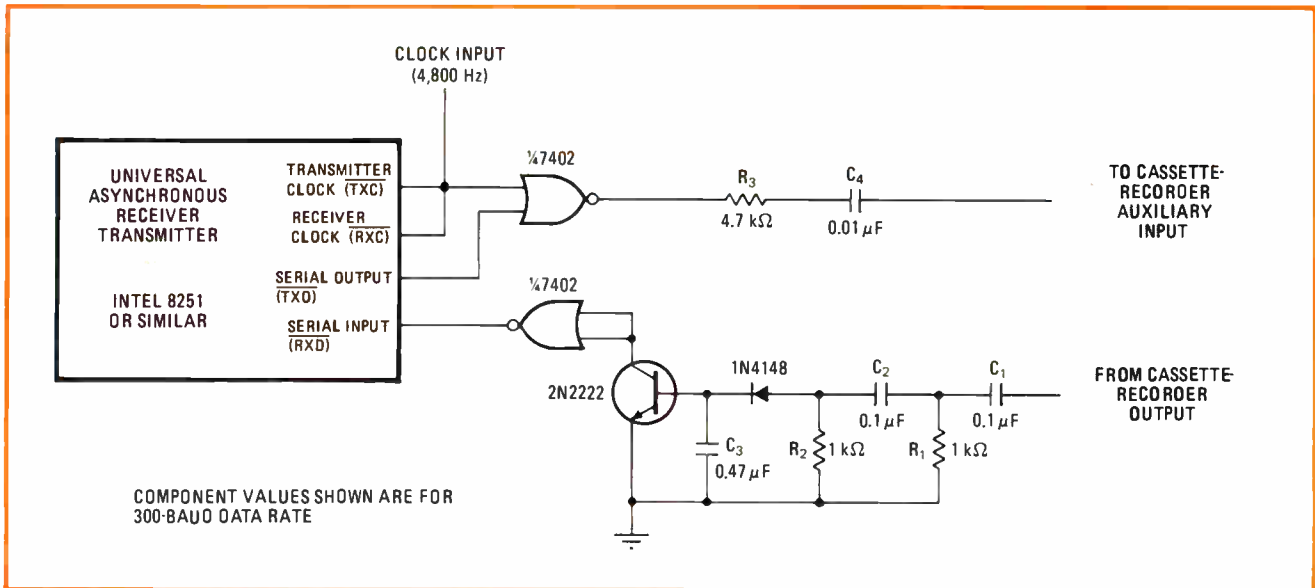 CLOCK INPUT
(4,800 Hz)
UNIVERSAL
ASYNCHRONOUS
RECEIVER
TRANSMITTER
INTEL 8251
OR SIMILAR
TRANSMITTER
CLOCK (TXC)
RECEIVER
CLOCK (RXC)
SERIAL OUTPUT
(TXO)
SERIAL INPUT
(RXD)
¼7402
R3
4.7 kΩ
C4
0.01 μF
TO CASSETTE-
RECORDER
AUXILIARY
INPUT
¼7402
2N2222
1N4148
C3
0.47 μF
R2
1 kΩ
C2
0.1 μF
R1
1 kΩ
C1
0.1 μF
FROM CASSETTE-
RECORDER
OUTPUT
COMPONENT VALUES SHOWN ARE FOR
300-BAUO DATA RATE